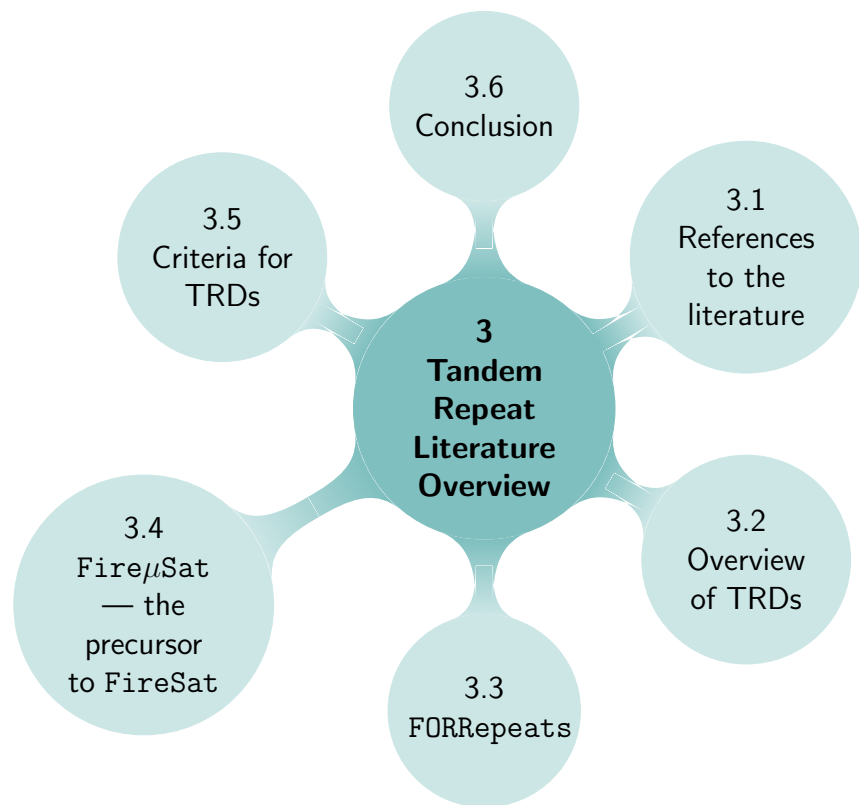 3.6
Conclusion
3.1
References
to the
literature
3.5
Criteria for
TRDs
3
Tandem
Repeat
Literature
Overview
3.2
Overview
of TRDs
3.4
FireμSat
— the
precursor
to FireSat
3.3
FORRepeats